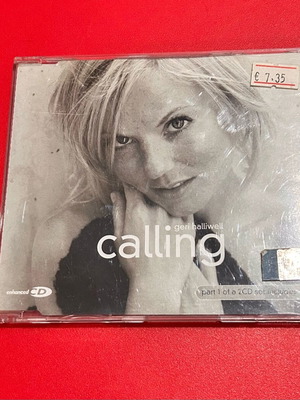 € 7.35
geri halliwell
calling
enhanced CD
part 1 of a 2CD set